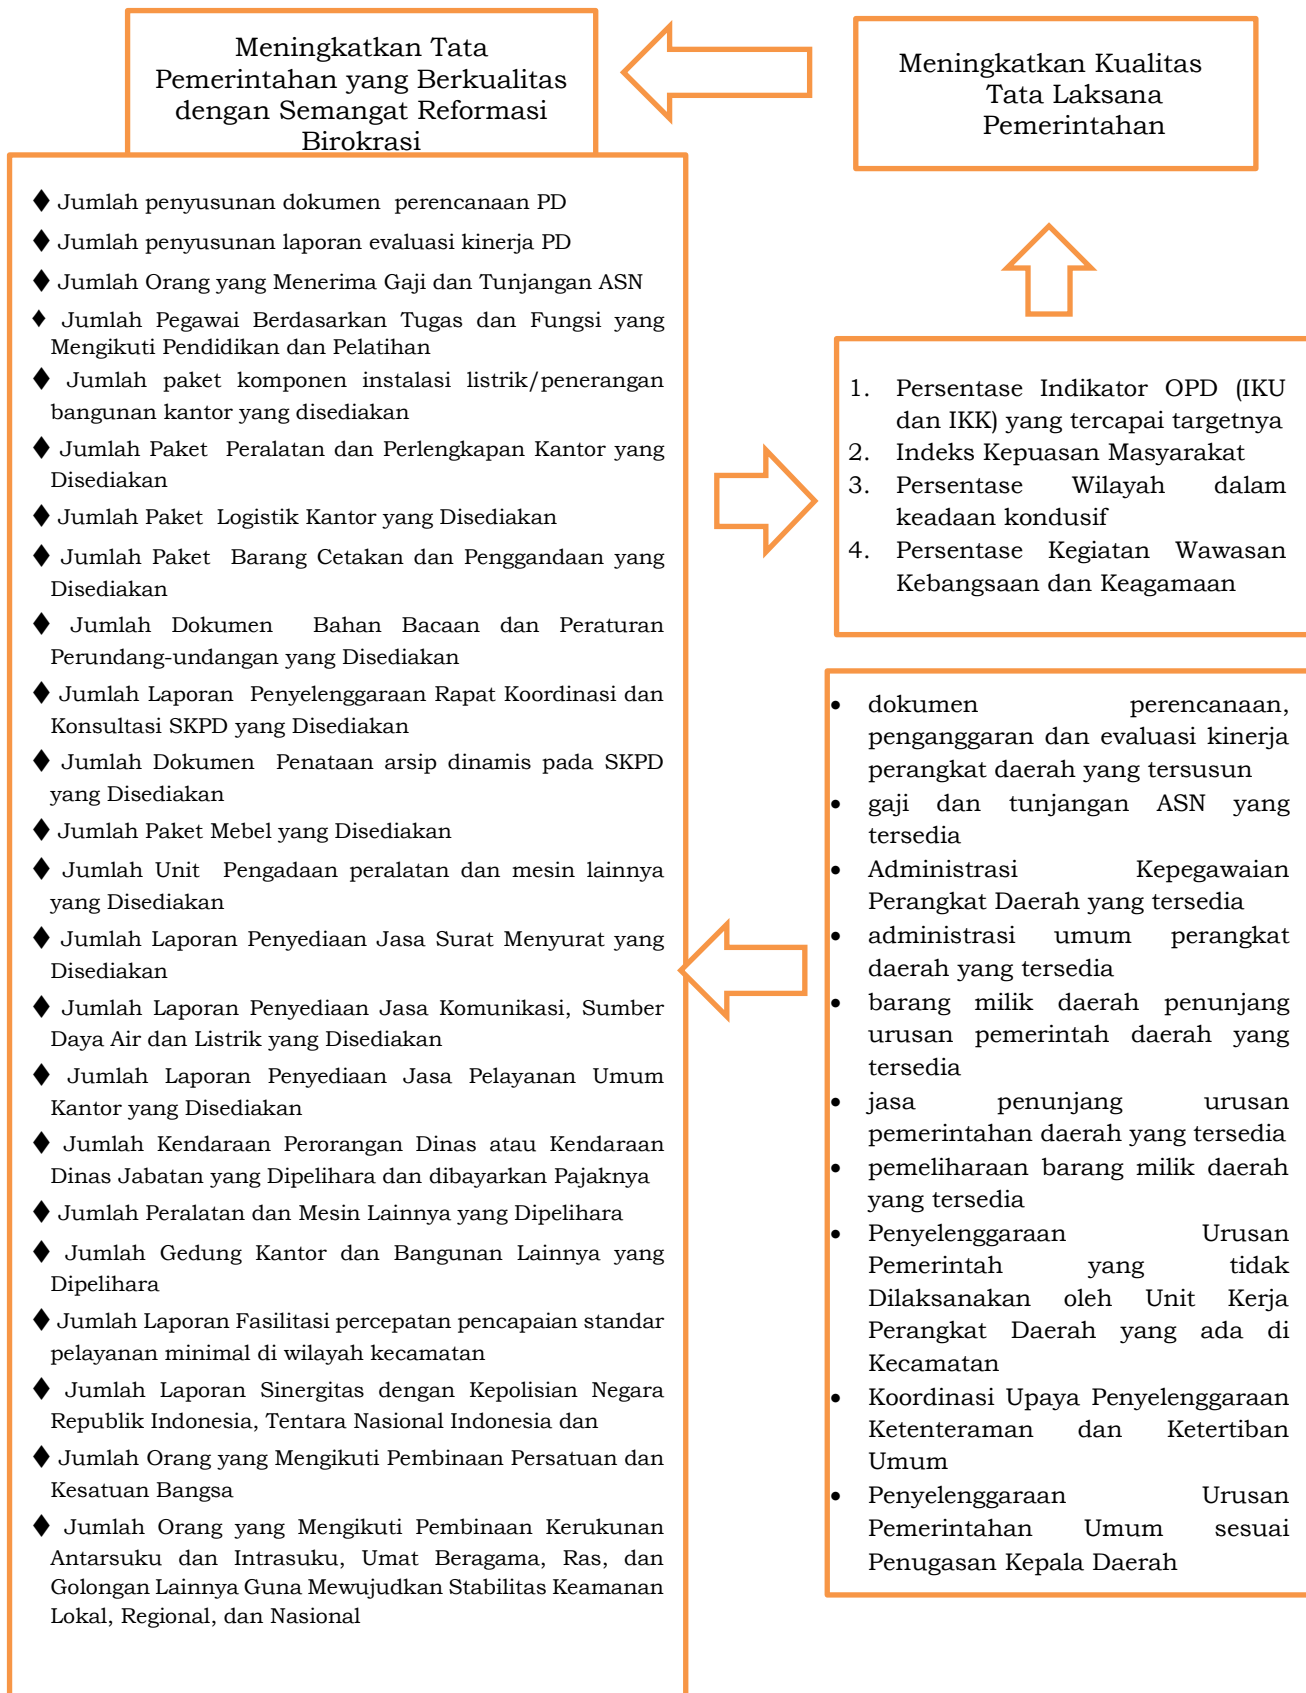 Meningkatkan Tata
Pemerintahan yang Berkualitas
dengan Semangat Reformasi
Birokrasi
Meningkatkan Kualitas
Tata Laksana
Pemerintahan
♦ Jumlah penyusunan dokumen perencanaan PD
♦ Jumlah penyusunan laporan evaluasi kinerja PD
♦ Jumlah Orang yang Menerima Gaji dan Tunjangan ASN
♦ Jumlah Pegawai Berdasarkan Tugas dan Fungsi yang
Mengikuti Pendidikan dan Pelatihan
♦ Jumlah paket komponen instalasi listrik/penerangan
bangunan kantor yang disediakan
♦ Jumlah Paket Peralatan dan Perlengkapan Kantor yang
Disediakan
♦ Jumlah Paket Logistik Kantor yang Disediakan
♦ Jumlah Paket Barang Cetakan dan Penggandaan yang
Disediakan
♦ Jumlah Dokumen Bahan Bacaan dan Peraturan
Perundang-undangan yang Disediakan
♦ Jumlah Laporan Penyelenggaraan Rapat Koordinasi dan
Konsultasi SKPD yang Disediakan
♦ Jumlah Dokumen Penataan arsip dinamis pada SKPD
yang Disediakan
♦ Jumlah Paket Mebel yang Disediakan
♦ Jumlah Unit Pengadaan peralatan dan mesin lainnya
yang Disediakan
♦ Jumlah Laporan Penyediaan Jasa Surat Menyurat yang
Disediakan
♦ Jumlah Laporan Penyediaan Jasa Komunikasi, Sumber
Daya Air dan Listrik yang Disediakan
♦ Jumlah Laporan Penyediaan Jasa Pelayanan Umum
Kantor yang Disediakan
♦ Jumlah Kendaraan Perorangan Dinas atau Kendaraan
Dinas Jabatan yang Dipelihara dan dibayarkan Pajaknya
♦ Jumlah Peralatan dan Mesin Lainnya yang Dipelihara
♦ Jumlah Gedung Kantor dan Bangunan Lainnya yang
Dipelihara
♦ Jumlah Laporan Fasilitasi percepatan pencapaian standar
pelayanan minimal di wilayah kecamatan
♦ Jumlah Laporan Sinergitas dengan Kepolisian Negara
Republik Indonesia, Tentara Nasional Indonesia dan
♦ Jumlah Orang yang Mengikuti Pembinaan Persatuan dan
Kesatuan Bangsa
♦ Jumlah Orang yang Mengikuti Pembinaan Kerukunan
Antarsuku dan Intrasuku, Umat Beragama, Ras, dan
Golongan Lainnya Guna Mewujudkan Stabilitas Keamanan
Lokal, Regional, dan Nasional
1. Persentase Indikator OPD (IKU
dan IKK) yang tercapai targetnya
2. Indeks Kepuasan Masyarakat
3. Persentase Wilayah dalam
keadaan kondusif
4. Persentase Kegiatan Wawasan
Kebangsaan dan Keagamaan
• dokumen perencanaan,
penganggaran dan evaluasi kinerja
perangkat daerah yang tersusun
• gaji dan tunjangan ASN yang
tersedia
• Administrasi Kepegawaian
Perangkat Daerah yang tersedia
• administrasi umum perangkat
daerah yang tersedia
• barang milik daerah penunjang
urusan pemerintah daerah yang
tersedia
• jasa penunjang urusan
pemerintahan daerah yang tersedia
• pemeliharaan barang milik daerah
yang tersedia
• Penyelenggaraan Urusan
Pemerintah yang tidak
Dilaksanakan oleh Unit Kerja
Perangkat Daerah yang ada di
Kecamatan
• Koordinasi Upaya Penyelenggaraan
Ketenteraman dan Ketertiban
Umum
• Penyelenggaraan Urusan
Pemerintahan Umum sesuai
Penugasan Kepala Daerah